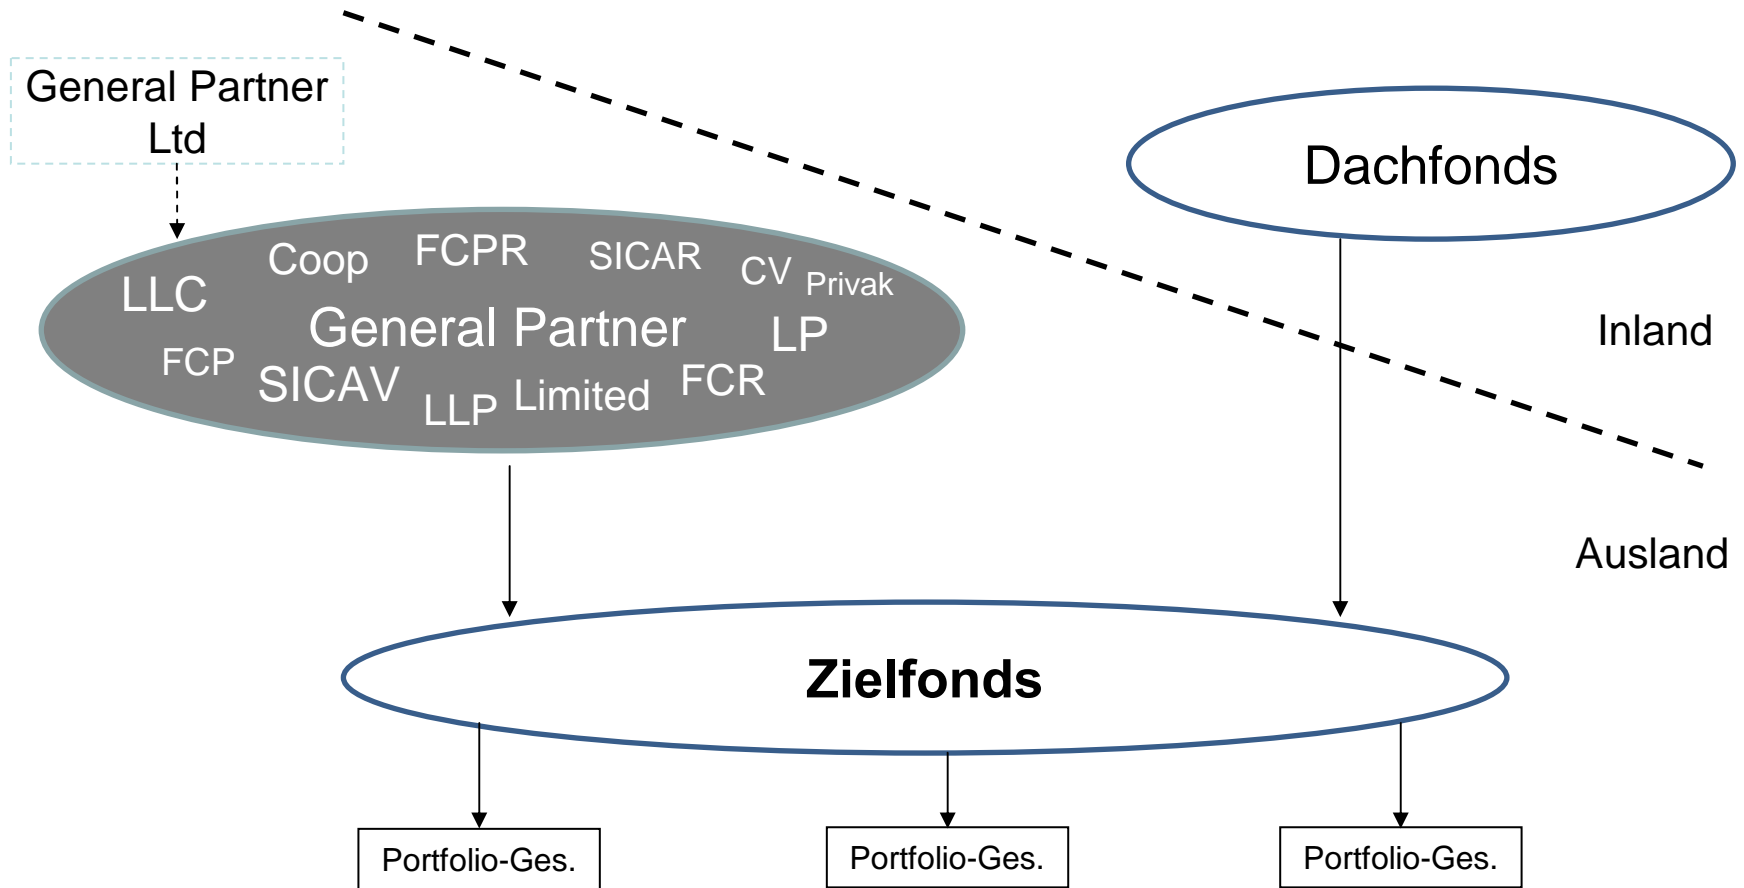 General Partner
Ltd
Dachfonds
Coop FCPR SICAR CV Privak
LLC
General Partner LP
FCP SICAV LLP Limited FCR
Inland
Ausland
Zielfonds
Portfolio-Ges. Portfolio-Ges. Portfolio-Ges.